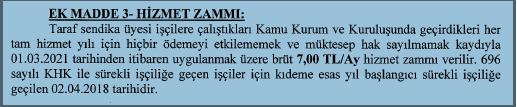 EK MADDE 3- HİZMET ZAMMI:
Taraf sendika üyesi işçilere çalıştıkları Kamu Kurum ve Kuruluşunda geçirdikleri her
tam hizmet yılı için hiçbir ödemeyi etkilememek ve müktesep hak sayılmamak kaydıyla
01.03.2021 tarihinden itibaren uygulanmak üzere brüt 7,00 TL/Ay hizmet zammı verilir. 696
sayılı KHK ile sürekli işçiliğe geçen işçiler için kıdeme esas yıl başlangıcı sürekli işçiliğe
geçilen 02.04.2018 tarihidir.